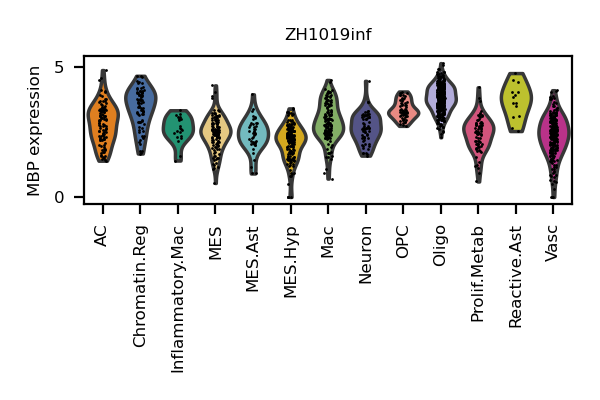 ZH1019inf
MBP expression
5
0
AC
Chromatin.Reg
Inflammatory.Mac
MES
MES.Ast
MES.Hyp
Mac
Neuron
OPC
Oligo
Prolif.Metab
Reactive.Ast
Vasc